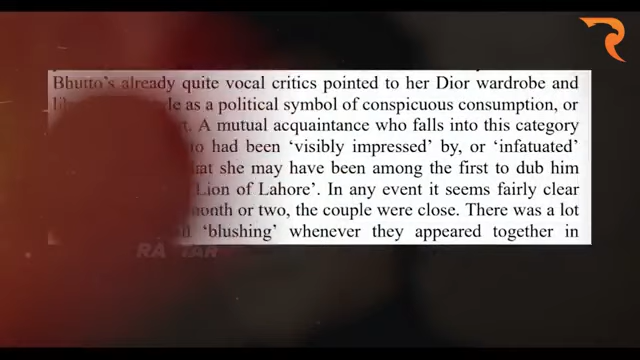 Bhutto's already quite vocal critics pointed to her Dior wardrobe and
as a political symbol of conspicuous consumption, or
A mutual acquaintance who falls into this category
had been 'visibly impressed' by, or 'infatuated'
that she may have been among the first to dub him
Lion of Lahore'. In any event it seems fairly clear
month or two, the couple were close. There was a lot
'blushing' whenever they appeared together in